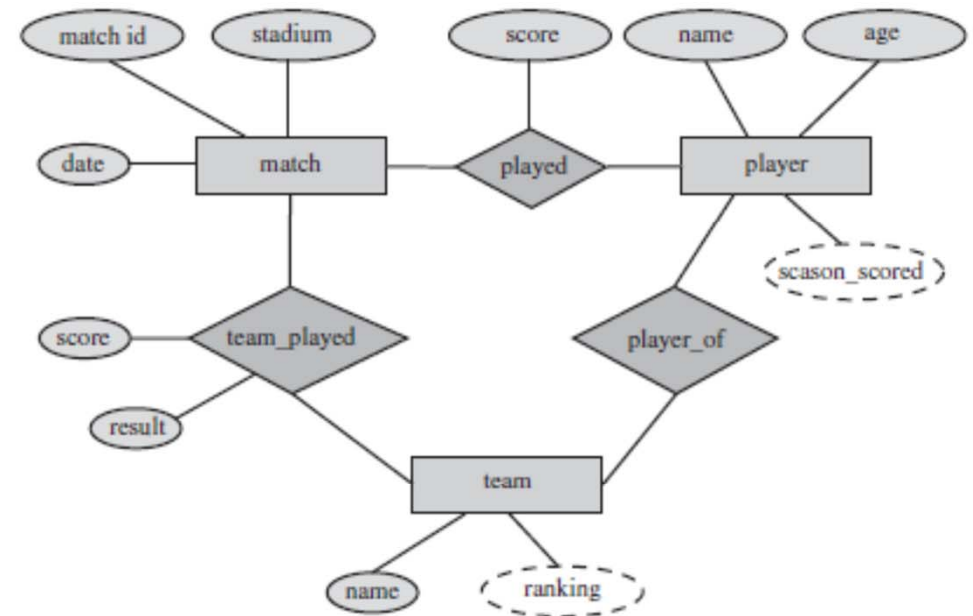 match id
stadium
score
name
age
date
match
played
player
scason_scored
score
team_played
player_of
result
team
name
ranking